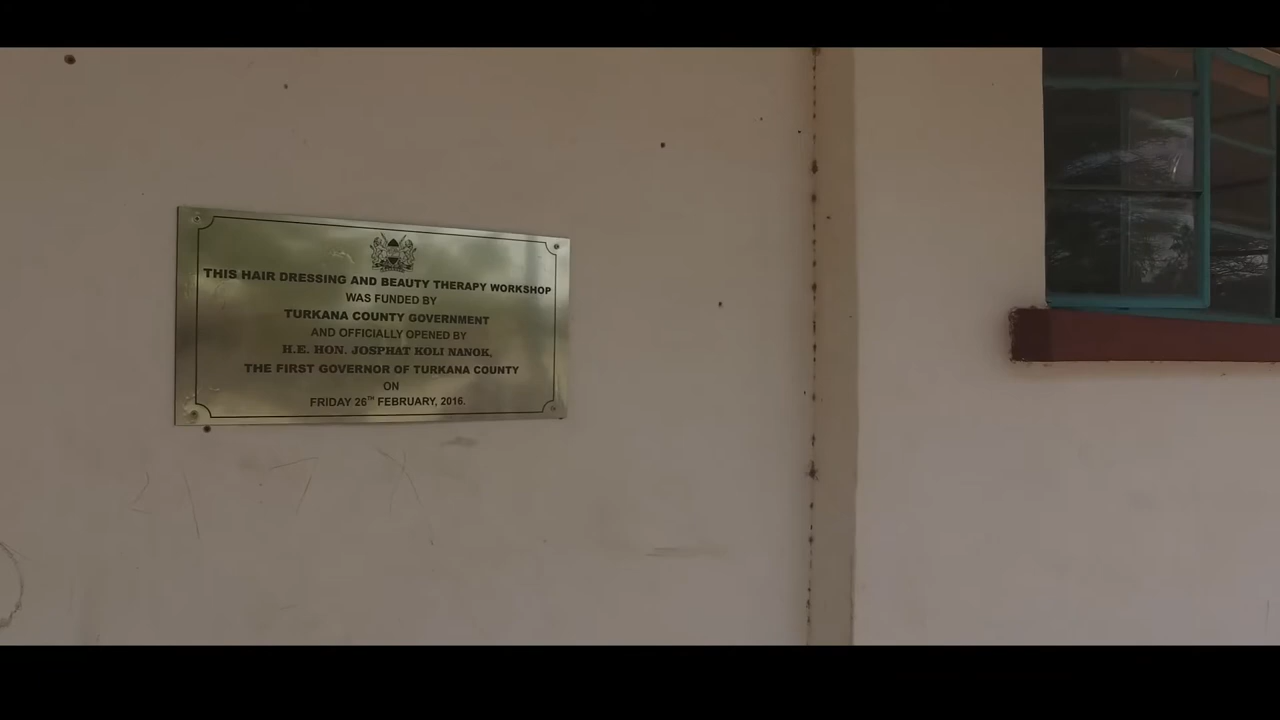 THIS HAIR DRESSING AND BEAUTY THERAPY WORKSHOP
WAS FUNDED BY
TURKANA COUNTY GOVERNMENT
AND OFFICIALLY OPENED BY
H.E. HON. JOSPHAT KOLI NANOK,
THE FIRST GOVERNOR OF TURKANA COUNTY
ON
FRIDAY 26TH FEBRUARY, 2016.